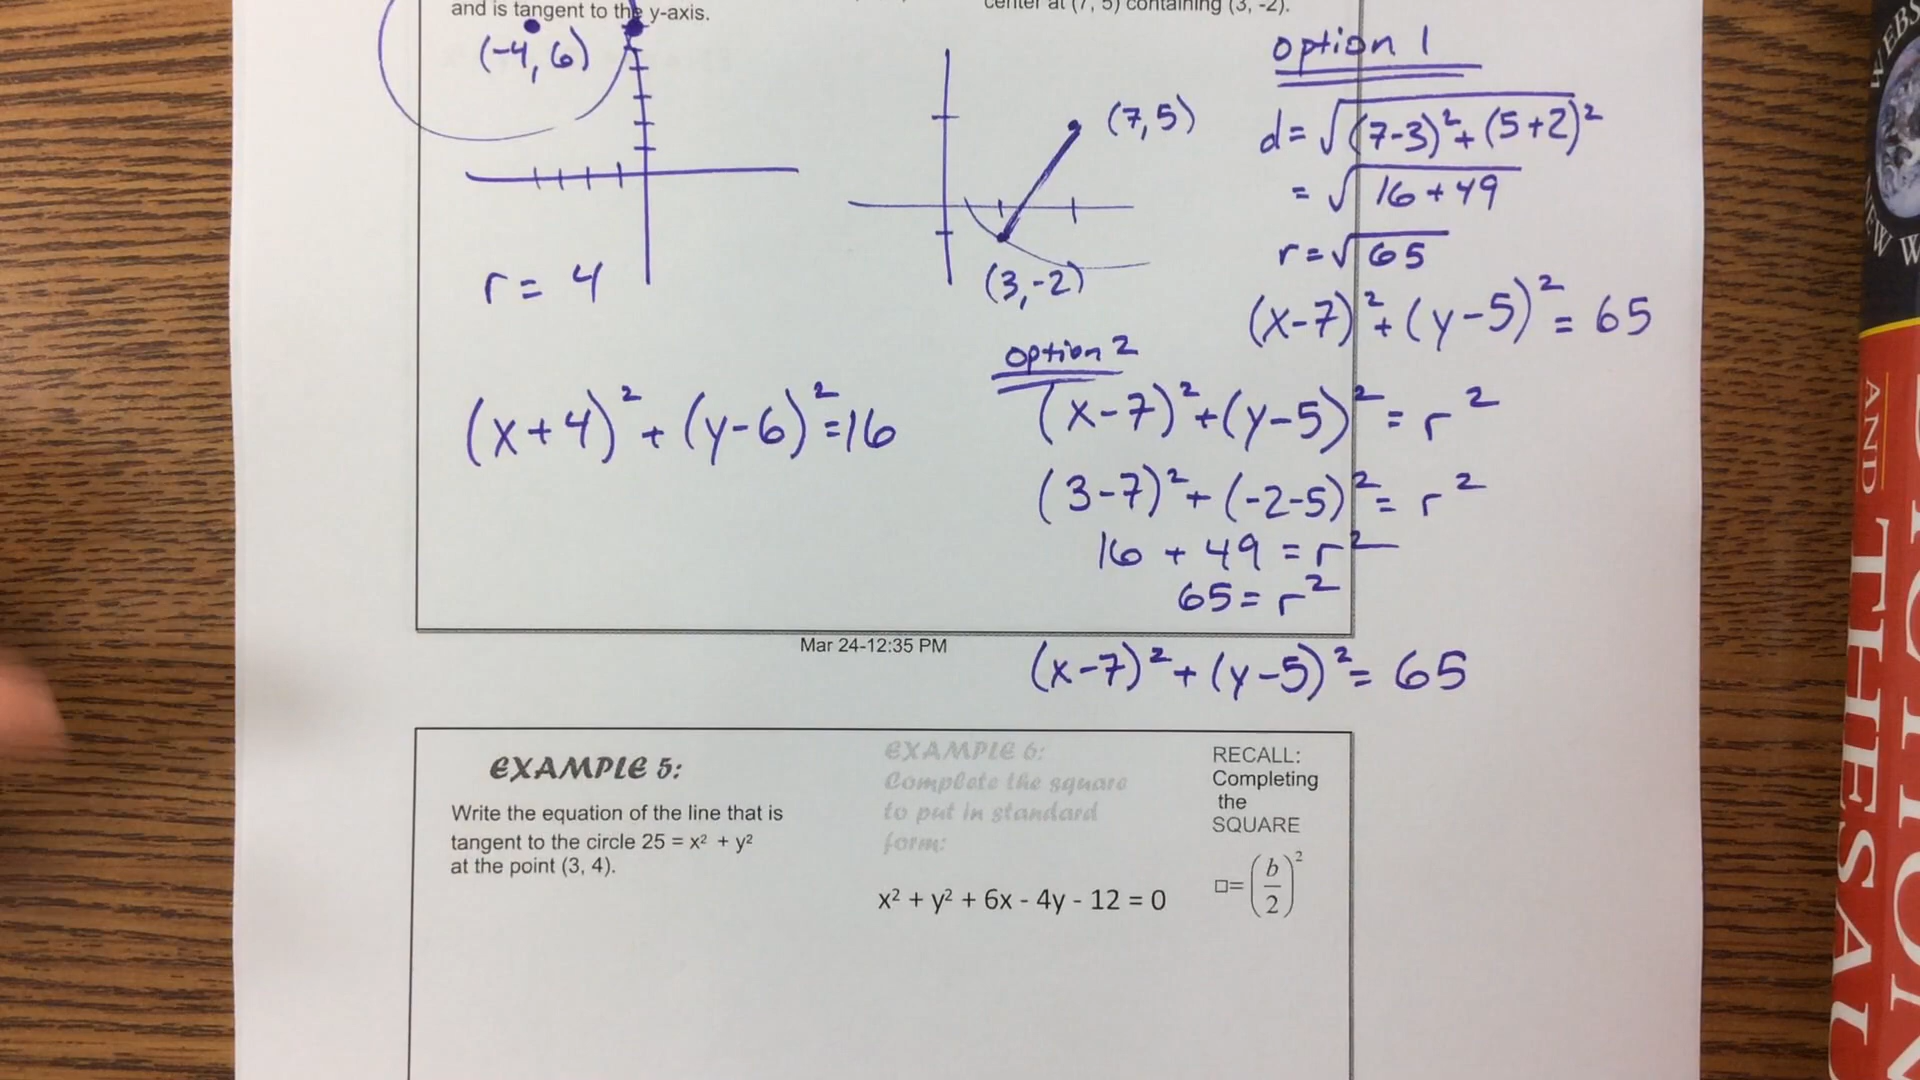 and is tangent to the y-axis.
(-4, 6)
r = 4
(x+4)² + (y-6)² = 16
center at (7, 5) containing (3, -2).
(7, 5)
(3, -2)
option 1
d = √(7-3)² + (5+2)²
= √16 + 49
r = √65
(x-7)² + (y-5)² = 65
option 2
(x-7)² + (y-5)² = r²
(3-7)² + (-2-5)² = r²
16 + 49 = r²
65 = r²
(x-7)² + (y-5)² = 65
Mar 24-12:35 PM
EXAMPLE 5:
Write the equation of the line that is
tangent to the circle 25 = x² + y²
at the point (3, 4).
EXAMPLE 6:
Complete the square
to put in standard
form:
x² + y² + 6x - 4y - 12 = 0
RECALL:
Completing
the
SQUARE
□= (b/2)²
WEBS
NEW W
AND